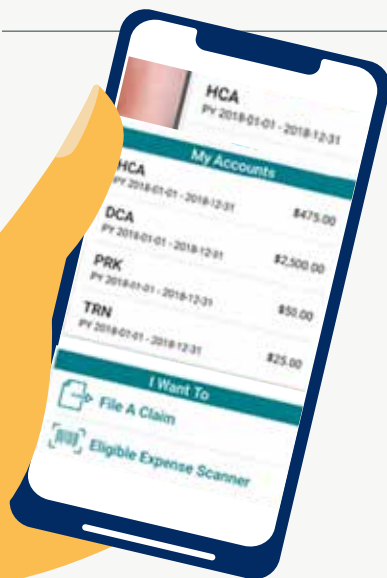 HCA
PY 2018-01-01 - 2018-12-31
My Accounts
HCA
PY 2018-01-01 - 2018-12-31
$475.00
DCA
PY 2018-01-01 - 2018-12-31
$2,500.00
PRK
PY 2018-01-01 - 2018-12-31
$50.00
TRN
PY 2018-01-01 - 2018-12-31
$25.00
I Want To
File A Claim
Eligible Expense Scanner